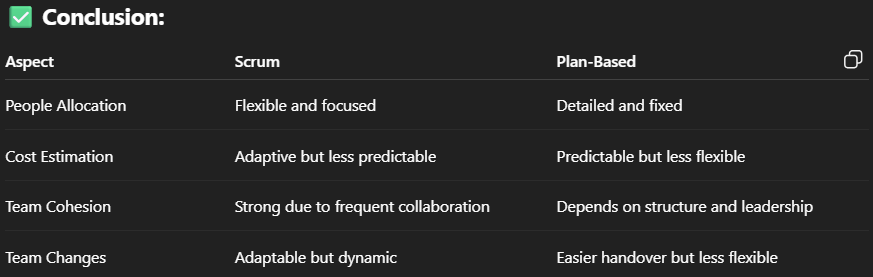 ✅ Conclusion:
Aspect Scrum Plan-Based
People Allocation Flexible and focused Detailed and fixed
Cost Estimation Adaptive but less predictable Predictable but less flexible
Team Cohesion Strong due to frequent collaboration Depends on structure and leadership
Team Changes Adaptable but dynamic Easier handover but less flexible